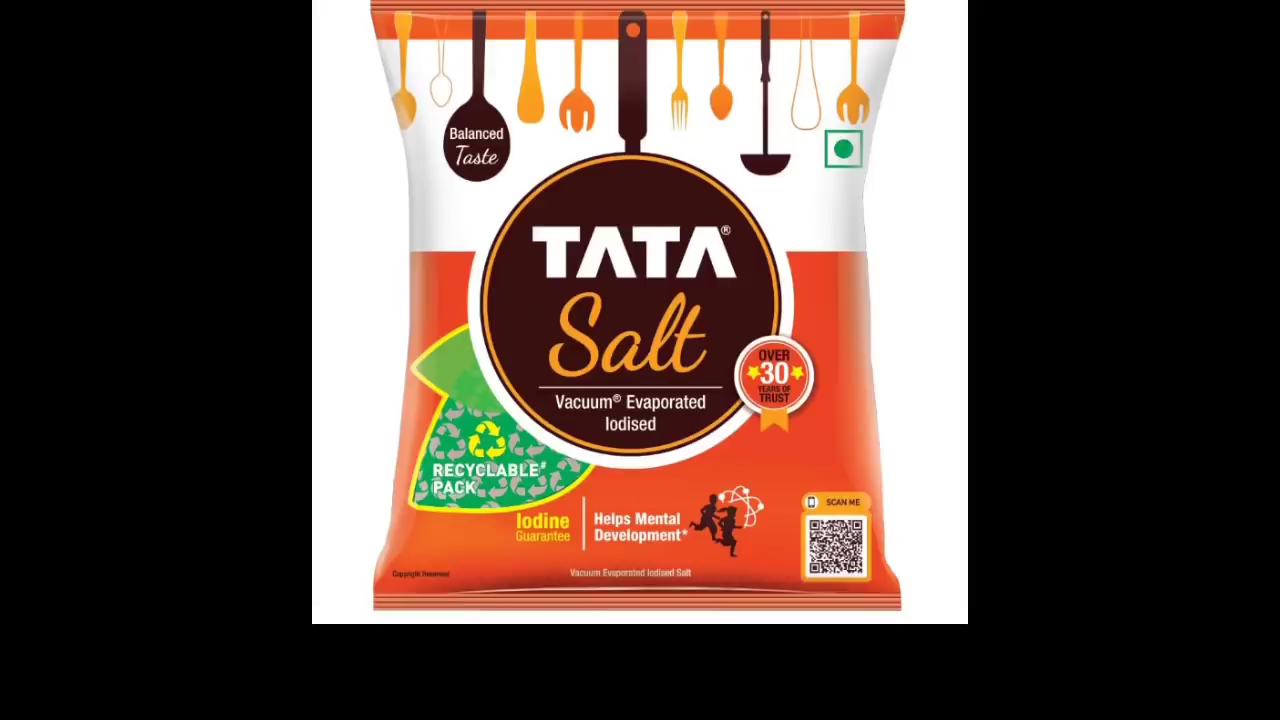 Balanced
Taste
TATA®
Salt
Vacuum® Evaporated
Iodised
OVER
30
YEARS OF
TRUST
RECYCLABLE#
PACK
Iodine
Guarantee
Helps Mental
Development*
SCAN ME
Copyright Reserved
Vacuum Evaporated Iodised Salt